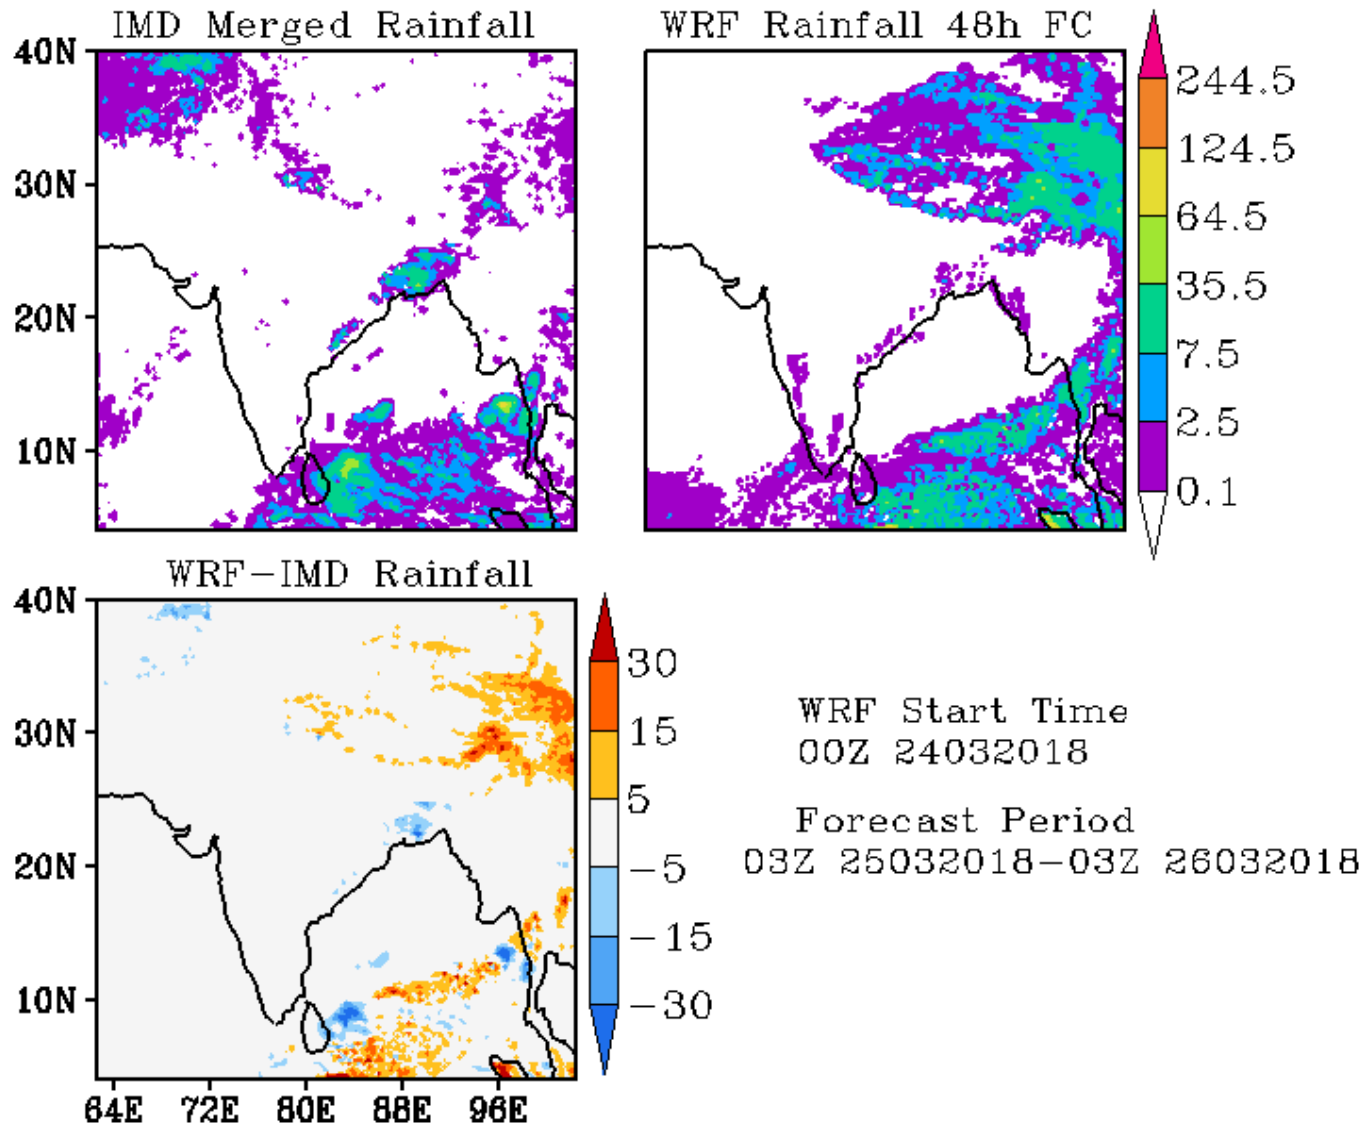 IMD Merged Rainfall
WRF Rainfall 48h FC
40N
30N
20N
10N
244.5
124.5
64.5
35.5
7.5
2.5
0.1
WRF-IMD Rainfall
40N
30N
20N
10N
64E 72E 80E 88E 96E
30
15
5
-5
-15
-30
WRF Start Time
00Z 24032018
Forecast Period
03Z 25032018-03Z 26032018